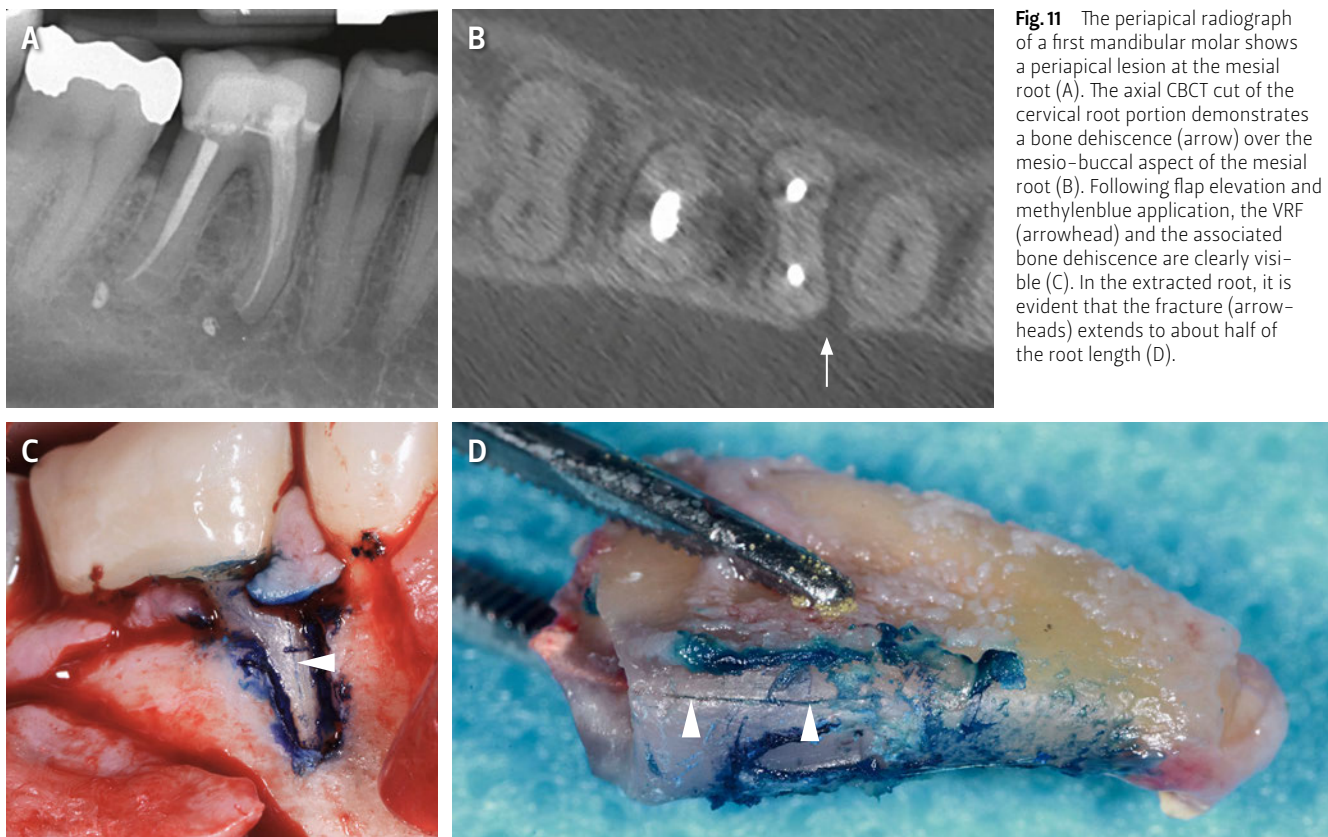 A
B
Fig. 11 The periapical radiograph
of a first mandibular molar shows
a periapical lesion at the mesial
root (A). The axial CBCT cut of the
cervical root portion demonstrates
a bone dehiscence (arrow) over the
mesio-buccal aspect of the mesial
root (B). Following flap elevation and
methylenblue application, the VRF
(arrowhead) and the associated
bone dehiscence are clearly visi-
ble (C). In the extracted root, it is
evident that the fracture (arrow-
heads) extends to about half of
the root length (D).
C
D